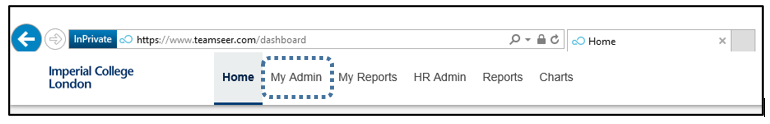 InPrivate https://www.teamseer.com/dashboard Home
Imperial College
London
Home My Admin My Reports HR Admin Reports Charts